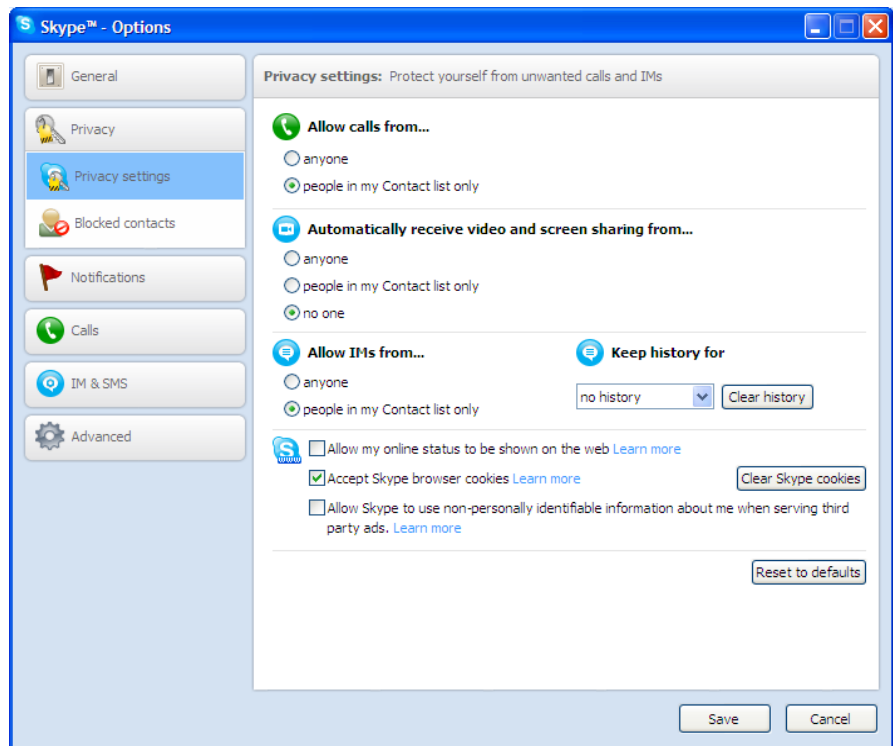 Skype™ - Options
General
Privacy
Privacy settings
Blocked contacts
Notifications
Calls
IM & SMS
Advanced
Privacy settings: Protect yourself from unwanted calls and IMs
Allow calls from...
anyone
people in my Contact list only
Automatically receive video and screen sharing from...
anyone
people in my Contact list only
no one
Allow IMs from...
anyone
people in my Contact list only
Keep history for
no history
Clear history
Allow my online status to be shown on the web Learn more
Accept Skype browser cookies Learn more
Clear Skype cookies
Allow Skype to use non-personally identifiable information about me when serving third
party ads. Learn more
Reset to defaults
Save
Cancel